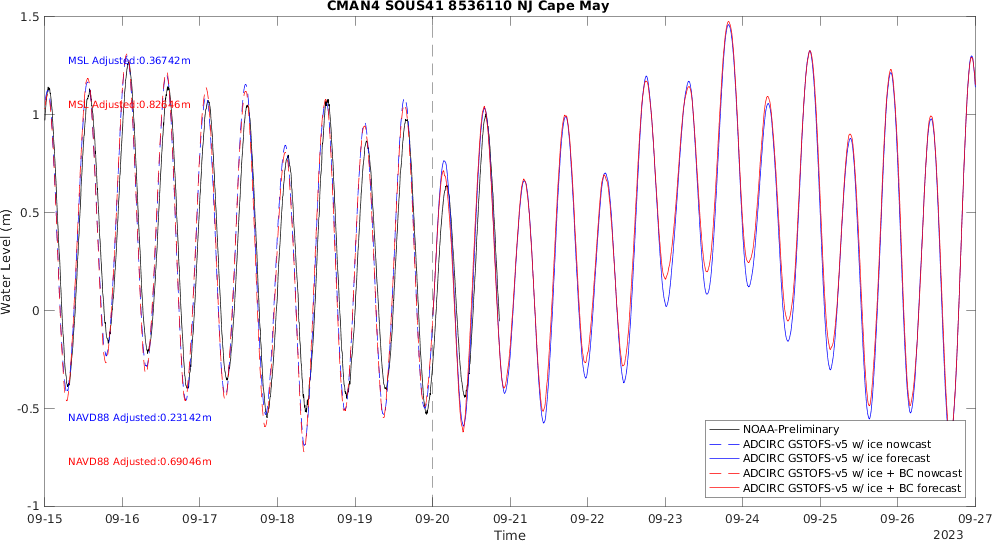 CMAN4 SOUS41 8536110 NJ Cape May
1.5
1
0.5
0
-0.5
-1
Water Level (m)
MSL Adjusted:0.36742m
MSL Adjusted:0.82646m
NAVD88 Adjusted:0.23142m
NAVD88 Adjusted:0.69046m
NOAA-Preliminary
ADCIRC GSTOFS-v5 w/ ice nowcast
ADCIRC GSTOFS-v5 w/ ice forecast
ADCIRC GSTOFS-v5 w/ ice + BC nowcast
ADCIRC GSTOFS-v5 w/ ice + BC forecast
09-15 09-16 09-17 09-18 09-19 09-20 09-21 09-22 09-23 09-24 09-25 09-26 09-27
Time
2023